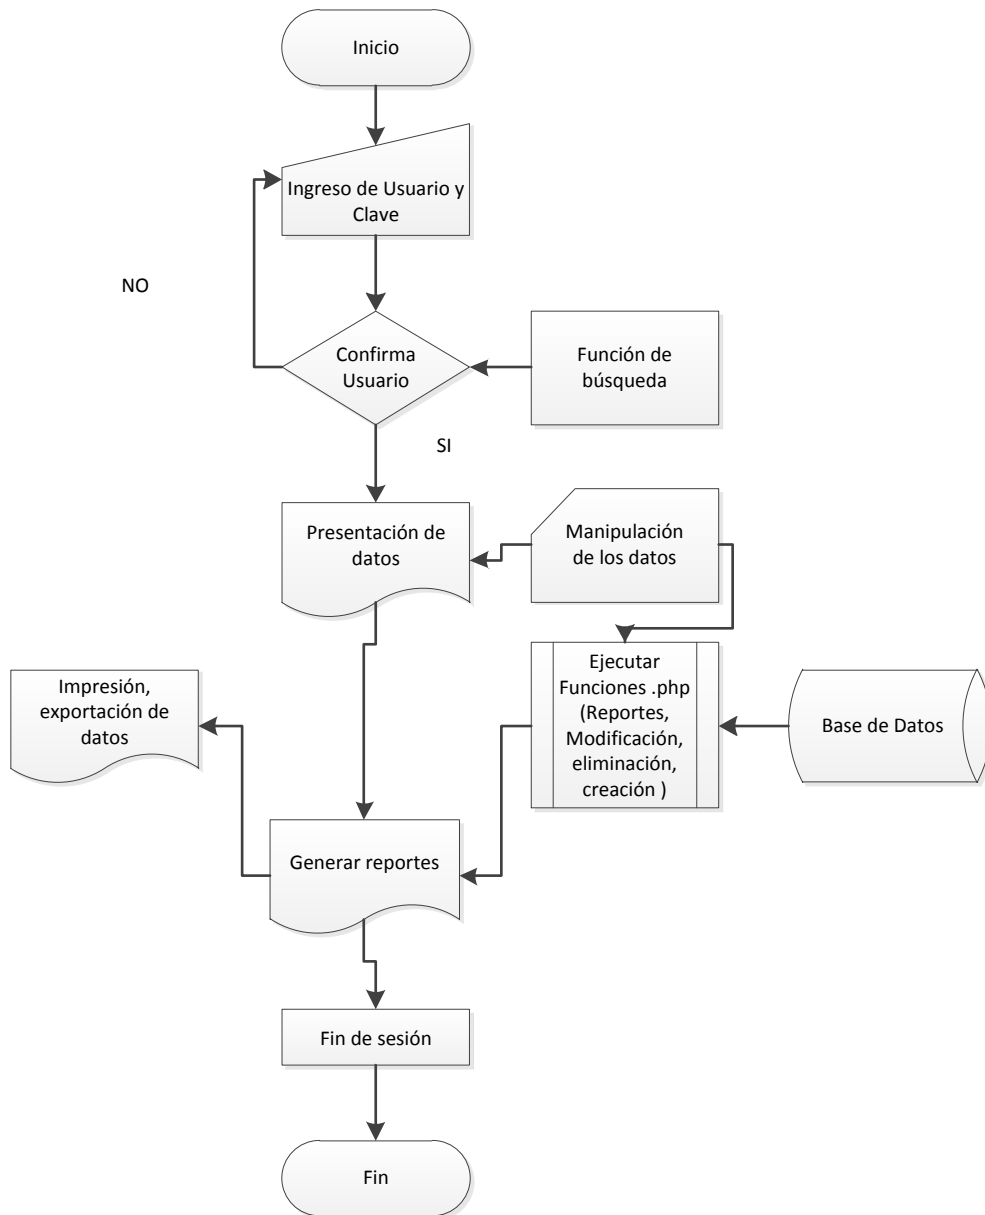 Inicio
Ingreso de Usuario y
Clave
NO
Confirma
Usuario
Función de
búsqueda
SI
Presentación de
datos
Manipulación
de los datos
Impresión,
exportación de
datos
Ejecutar
Funciones .php
(Reportes,
Modificación,
eliminación,
creación )
Base de Datos
Generar reportes
Fin de sesión
Fin